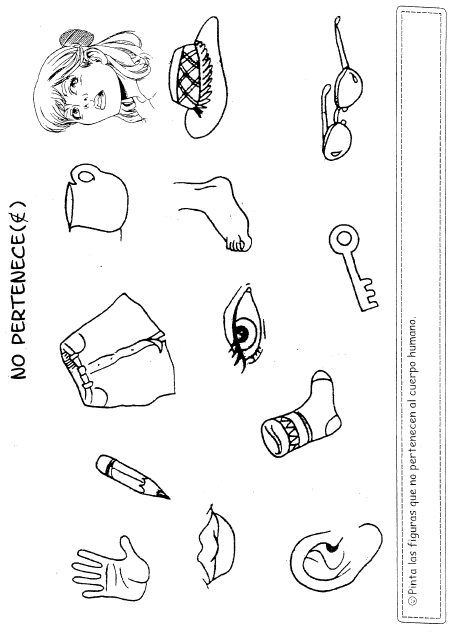 NO PERTENECE(∉)
☺Pinta las figuras que no pertenecen al cuerpo humano.